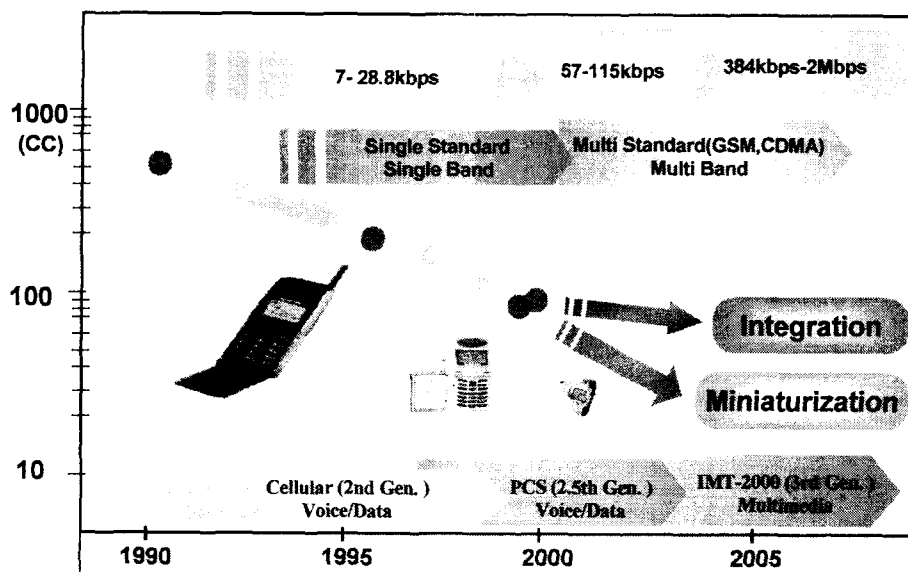 7- 28.8kbps
57-115kbps
384kbps-2Mbps
1000
(CC)
Single Standard
Single Band
Multi Standard(GSM,CDMA)
Multi Band
100
Integration
Miniaturization
10
Cellular (2nd Gen. )
Voice/Data
PCS (2.5th Gen. )
Voice/Data
IMT-2000 (3rd Gen. )
Multimedia
1990
1995
2000
2005